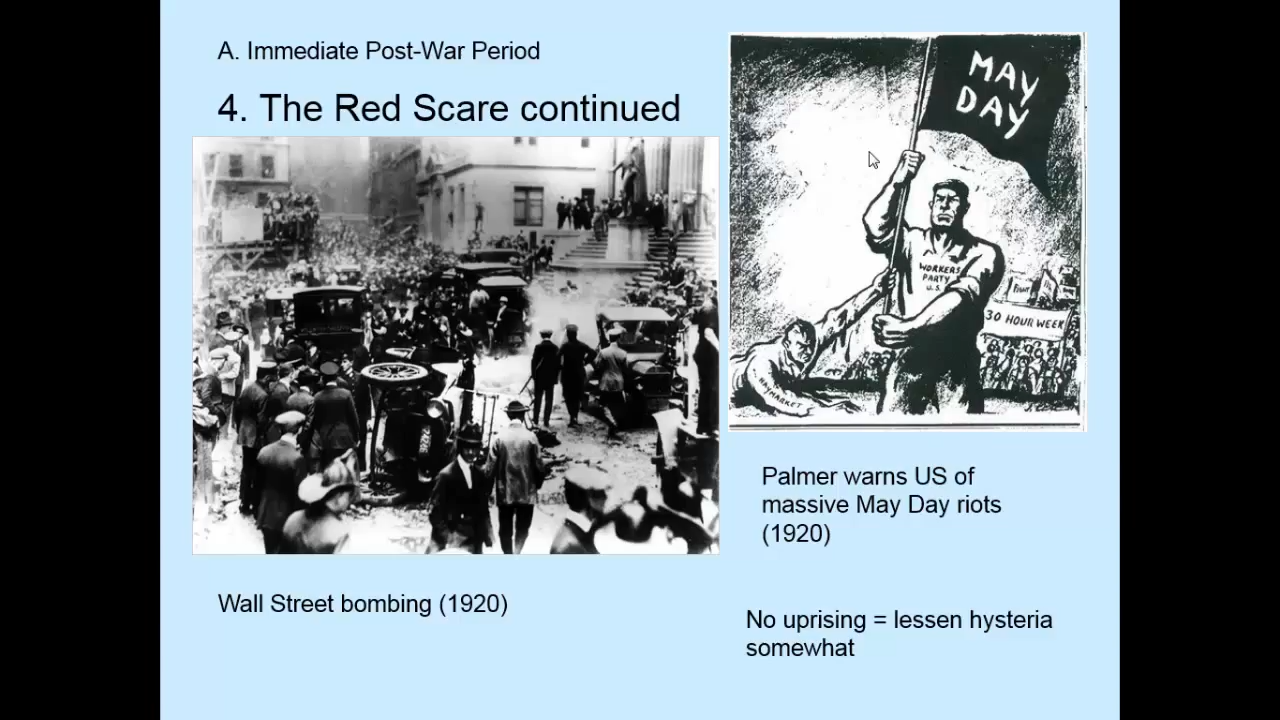 A. Immediate Post-War Period
4. The Red Scare continued
MAY
DAY
WORKERS
PARTY
U.S.
30 HOUR WEEK
HAYMARKET
Palmer warns US of
massive May Day riots
(1920)
Wall Street bombing (1920)
No uprising = lessen hysteria
somewhat